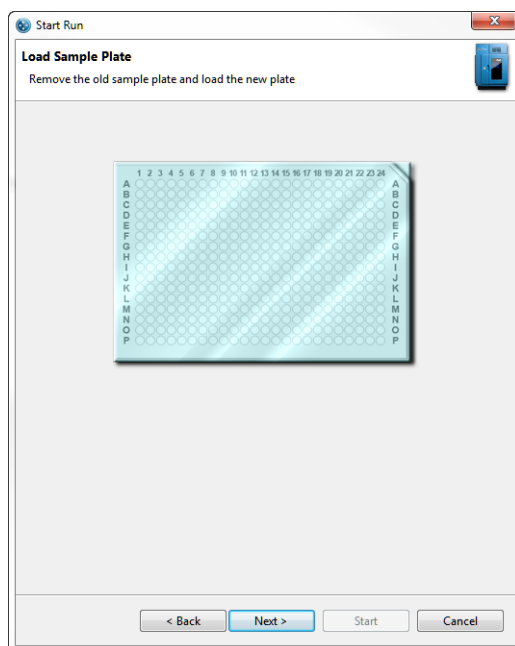 Start Run
Load Sample Plate
Remove the old sample plate and load the new plate
1 2 3 4 5 6 7 8 9 10 11 12 13 14 15 16 17 18 19 20 21 22 23 24
A A
B B
C C
D D
E E
F F
G G
H H
I I
J J
K K
L L
M M
N N
O O
P P
< Back Next > Start Cancel